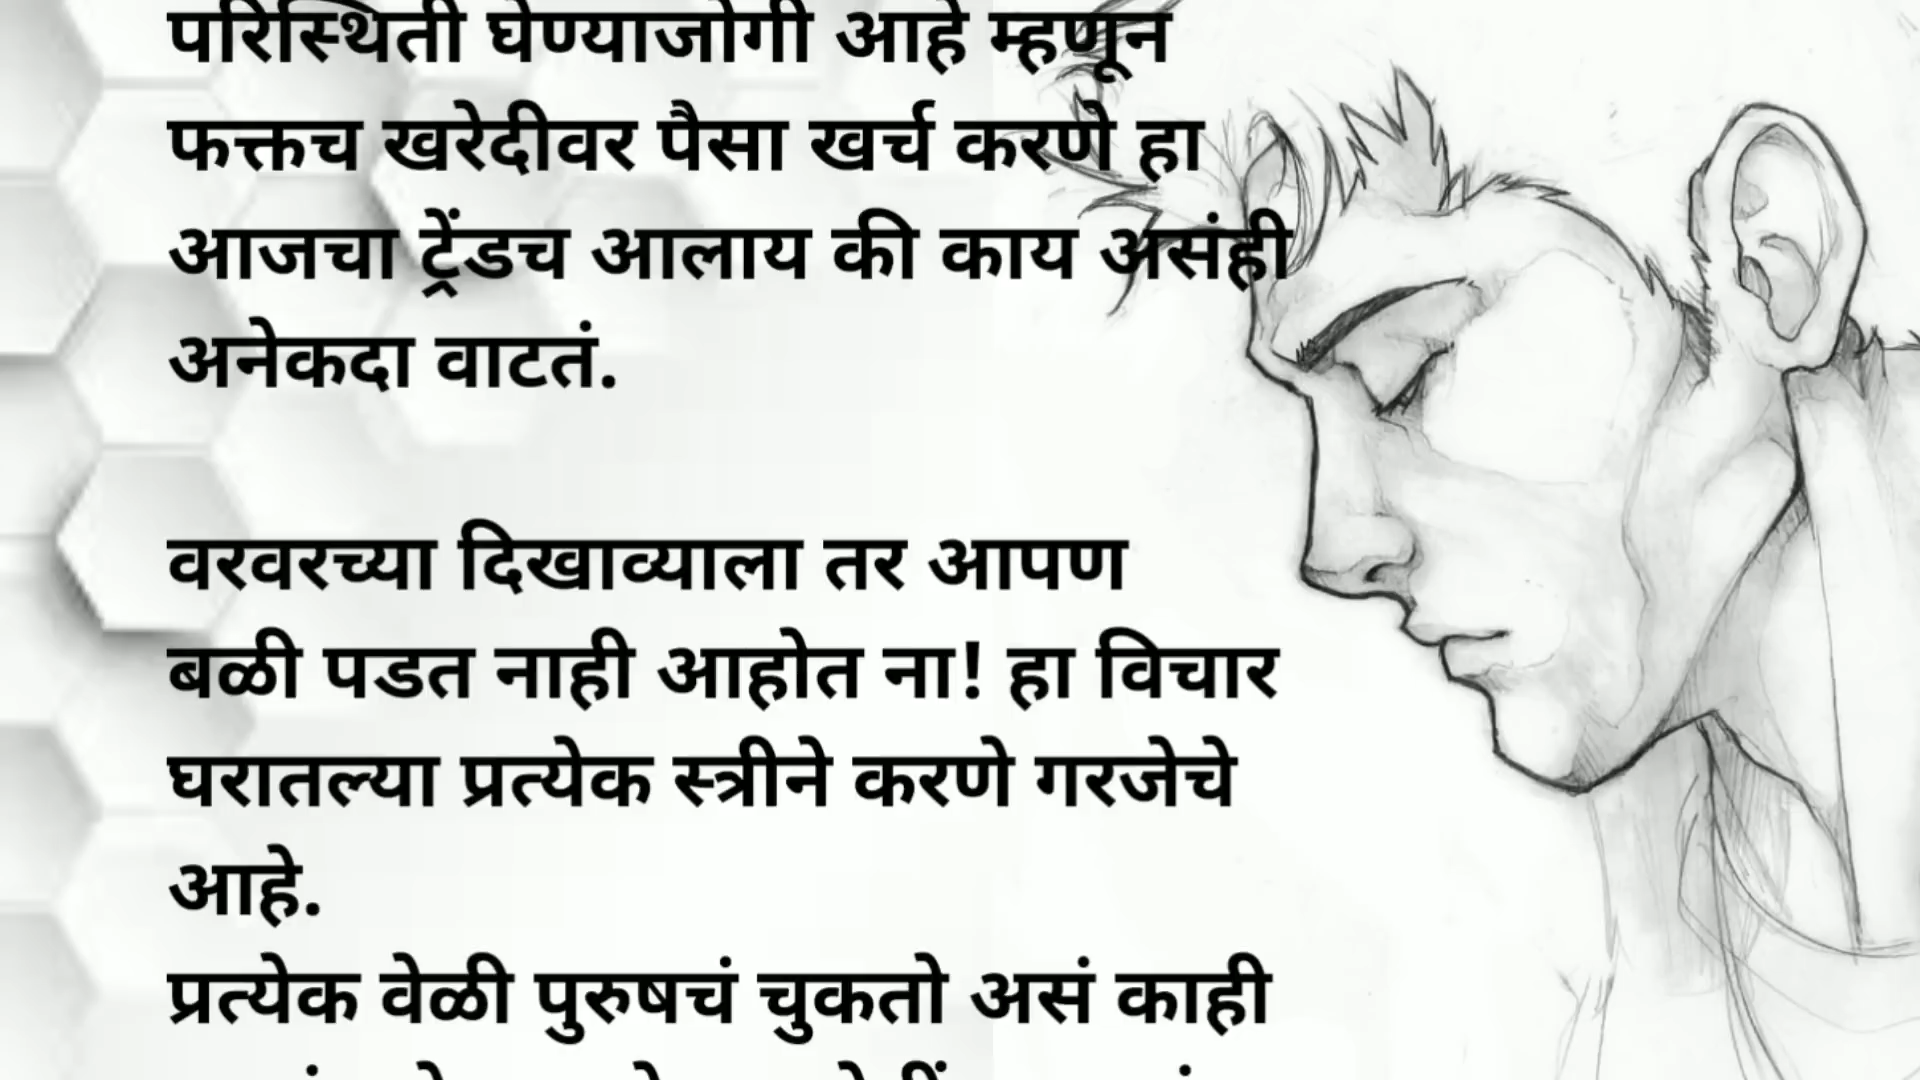 परिस्थिती घेण्याजोगी आहे म्हणून
फक्तच खरेदीवर पैसा खर्च करणे हा
आजचा ट्रेंडच आलाय की काय असंही
अनेकदा वाटतं.
वरवरच्या दिखाव्याला तर आपण
बळी पडत नाही आहोत ना! हा विचार
घरातल्या प्रत्येक स्त्रीने करणे गरजेचे
आहे.
प्रत्येक वेळी पुरुषचं चुकतो असं काही